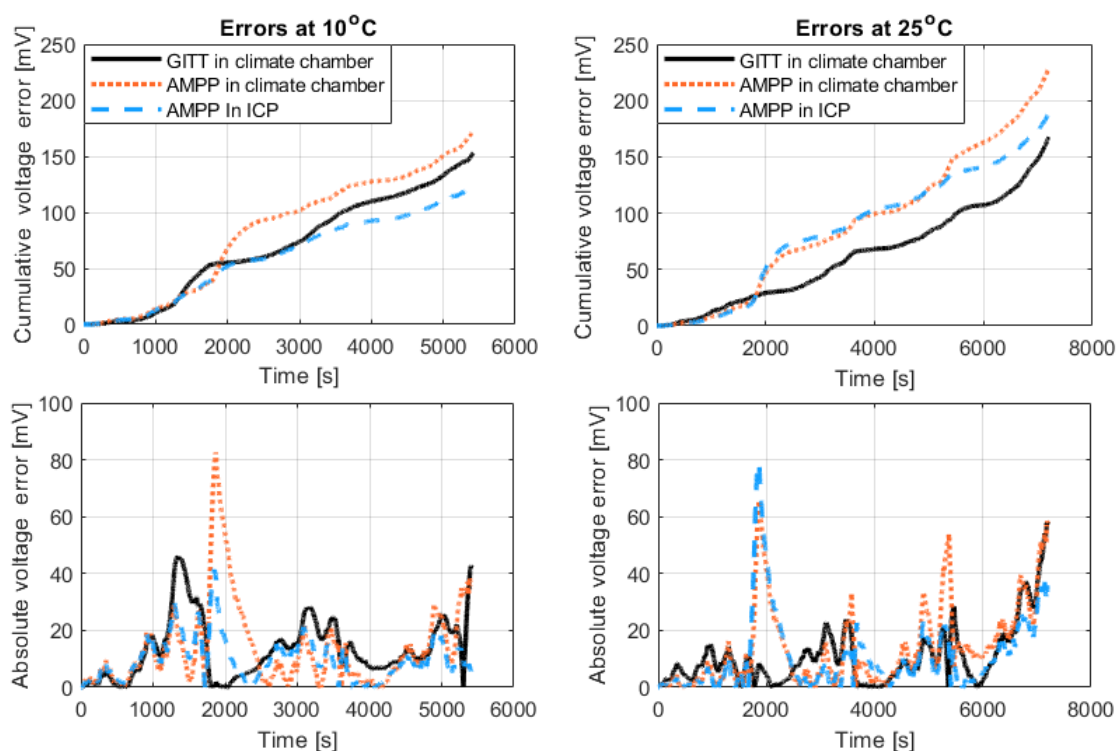 Errors at 10°C
Cumulative voltage error [mV]
250
200
150
100
50
0
GITT in climate chamber
AMPP in climate chamber
AMPP In ICP
0 1000 2000 3000 4000 5000 6000
Time [s]
Errors at 25°C
Cumulative voltage error [mV]
250
200
150
100
50
0
GITT in climate chamber
AMPP in climate chamber
AMPP in ICP
0 2000 4000 6000 8000
Time [s]
Absolute voltage error [mV]
100
80
60
40
20
0
0 1000 2000 3000 4000 5000 6000
Time [s]
Absolute voltage error [mV]
100
80
60
40
20
0
0 2000 4000 6000 8000
Time [s]